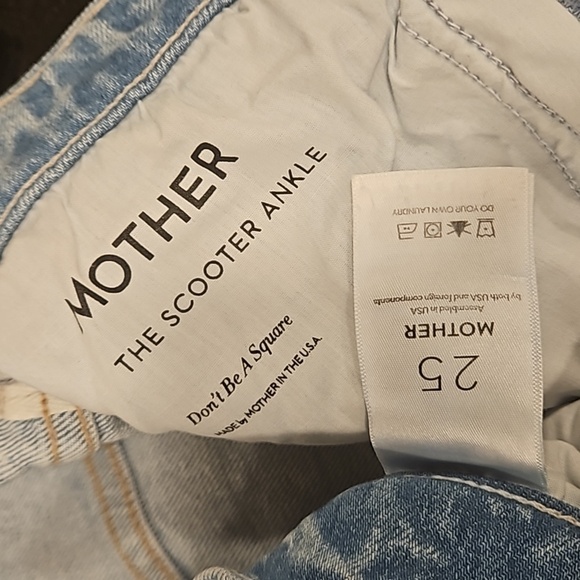 MOTHER
THE SCOOTER ANKLE
Don't Be A Square
MADE by MOTHER IN THE U.S.A.
25
MOTHER
Assembled in USA
by both USA and foreign components
DO YOUR OWN LAUNDRY